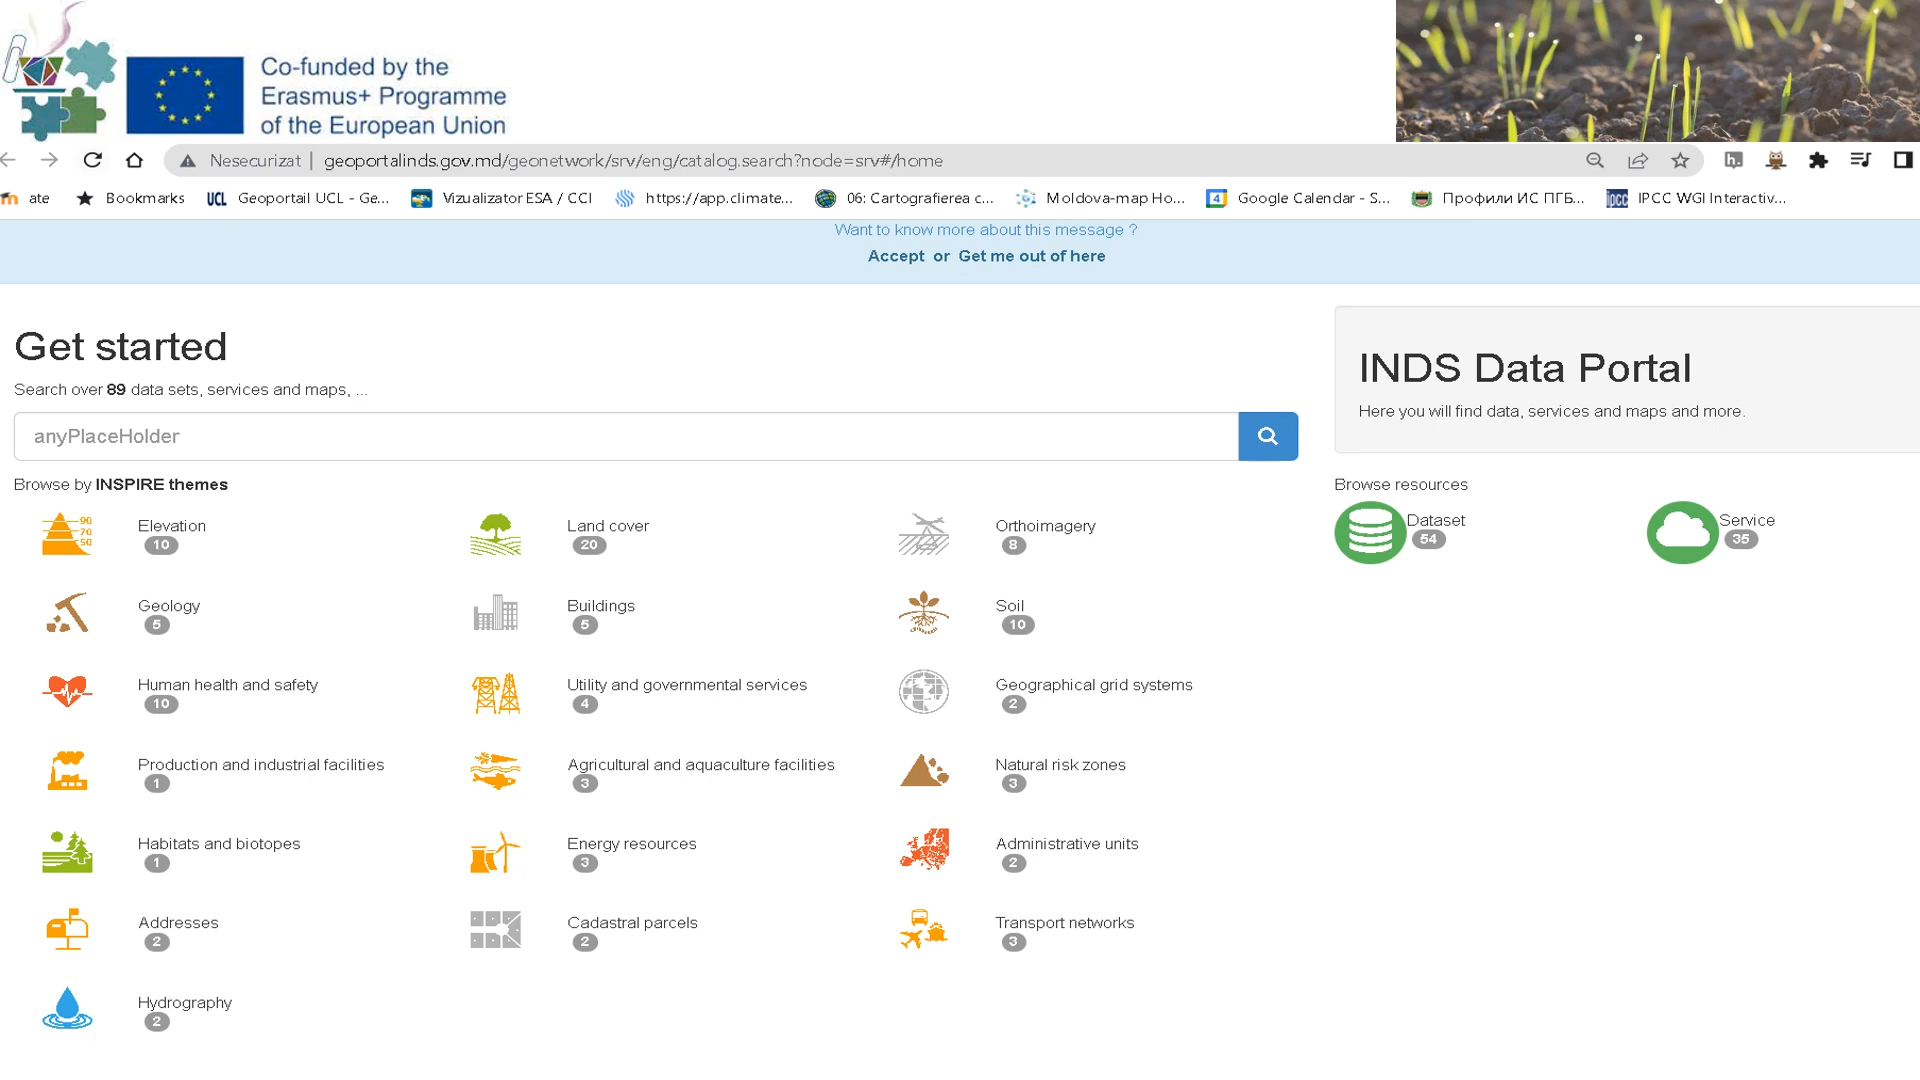 Co-funded by the
Erasmus+ Programme
of the European Union
Nesecurizat | geoportalinds.gov.md/geonetwork/srv/eng/catalog.search?node=srv#/home
ate Bookmarks UCL Geoportail UCL - Ge... Vizualizator ESA / CCI https://app.climate... 06: Cartografierea c... Moldova-map Ho... 4 Google Calendar - S... Профили ИС ПГБ... ipcc IPCC WGI Interactiv...
Want to know more about this message ?
Accept or Get me out of here
Get started
Search over 89 data sets, services and maps, ...
anyPlaceHolder
Browse by INSPIRE themes
90
70
50
Elevation
10
Land cover
20
Orthoimagery
8
Geology
5
Buildings
5
Soil
10
Human health and safety
10
Utility and governmental services
4
Geographical grid systems
2
Production and industrial facilities
1
Agricultural and aquaculture facilities
3
Natural risk zones
3
Habitats and biotopes
1
Energy resources
3
Administrative units
2
Addresses
2
Cadastral parcels
2
Transport networks
3
Hydrography
2
INDS Data Portal
Here you will find data, services and maps and more.
Browse resources
Dataset
54
Service
35